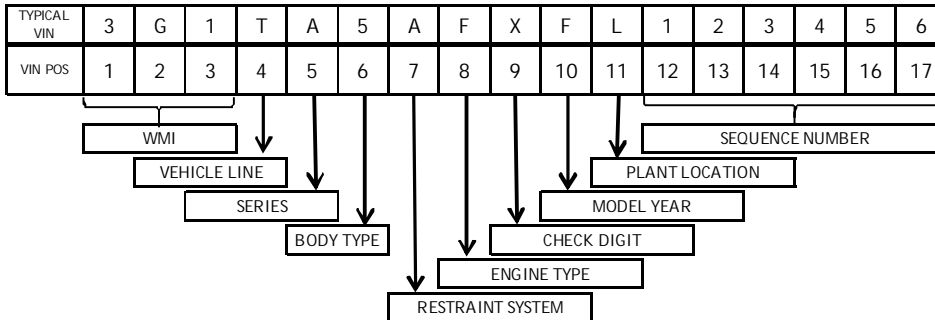 TYPICAL VIN 3 G 1 T A 5 A F X F L 1 2 3 4 5 6
VIN POS 1 2 3 4 5 6 7 8 9 10 11 12 13 14 15 16 17
WMI SEQUENCE NUMBER
VEHICLE LINE PLANT LOCATION
SERIES MODEL YEAR
BODY TYPE CHECK DIGIT
ENGINE TYPE
RESTRAINT SYSTEM